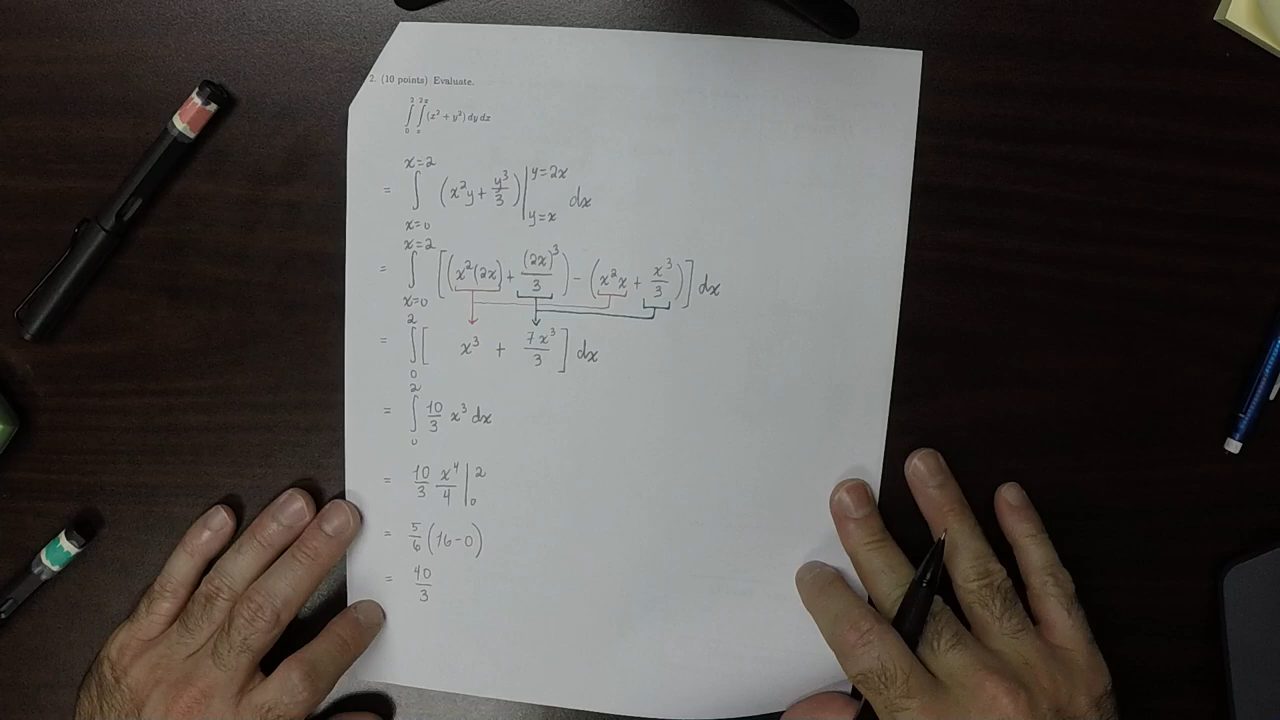 2. (10 points) Evaluate.
∫₀² ∫ₓ²ˣ (x² + y²) dy dx
= ∫_{x=0}^{x=2} (x²y + y³/3) |_{y=x}^{y=2x} dx
= ∫_{x=0}^{x=2} [(x²(2x) + (2x)³/3) - (x²x + x³/3)] dx
= ∫₀² [ x³ + 7x³/3 ] dx
= ∫₀² 10/3 x³ dx
= 10/3 x⁴/4 |₀²
= 5/6 (16-0)
= 40/3